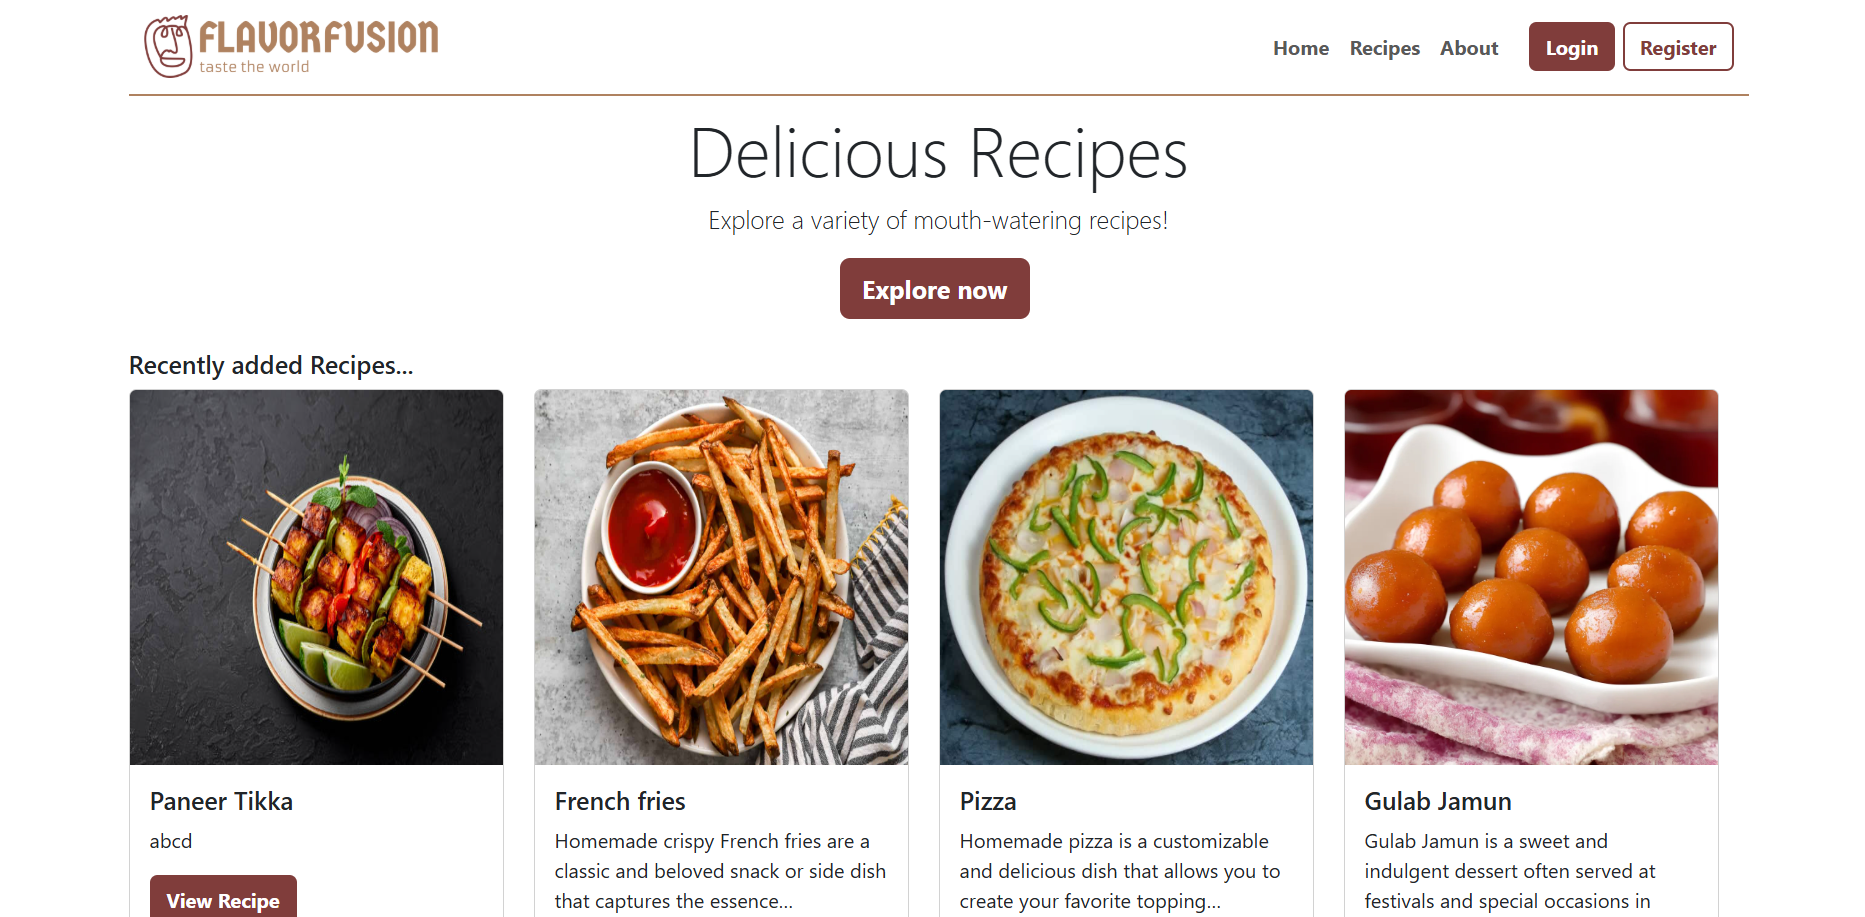 FLAVORFUSION
taste the world
Home Recipes About Login Register
Delicious Recipes
Explore a variety of mouth-watering recipes!
Explore now
Recently added Recipes...
Paneer Tikka
abcd
View Recipe
French fries
Homemade crispy French fries are a
classic and beloved snack or side dish
that captures the essence...
Pizza
Homemade pizza is a customizable
and delicious dish that allows you to
create your favorite topping...
Gulab Jamun
Gulab Jamun is a sweet and
indulgent dessert often served at
festivals and special occasions in